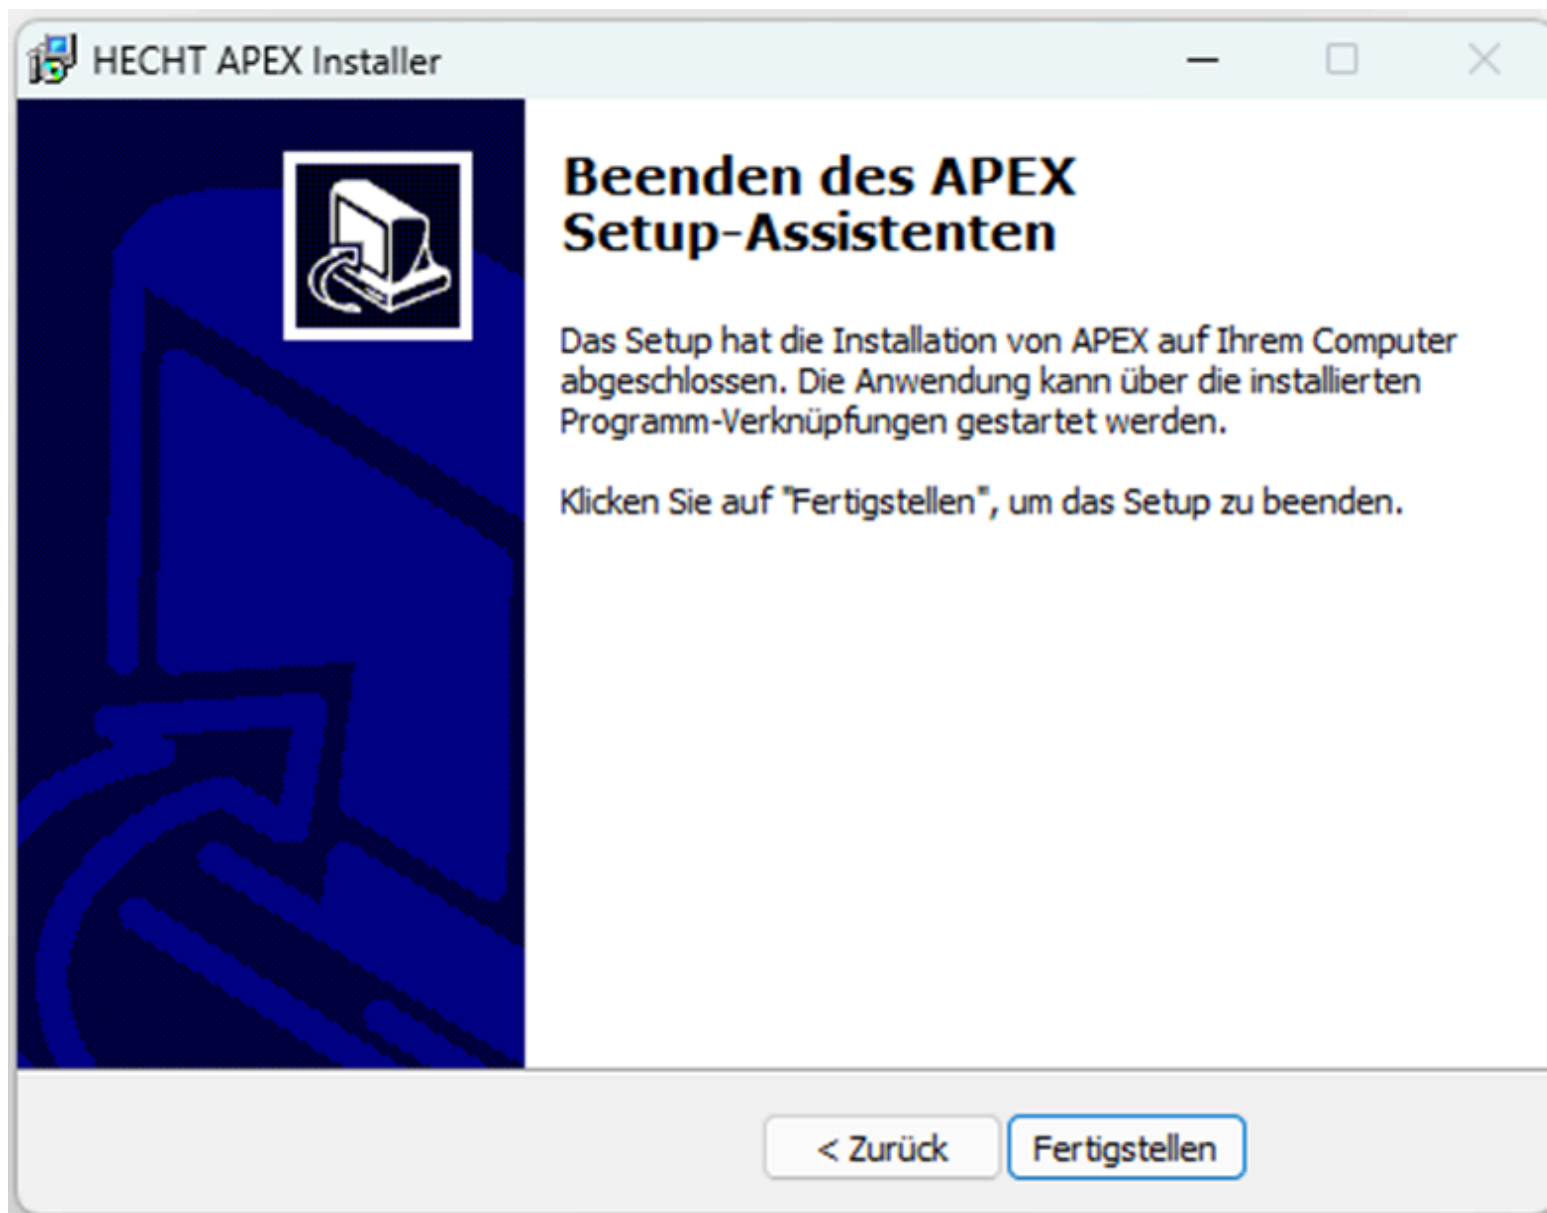 HECHT APEX Installer
Beenden des APEX
Setup-Assistenten
Das Setup hat die Installation von APEX auf Ihrem Computer
abgeschlossen. Die Anwendung kann über die installierten
Programm-Verknüpfungen gestartet werden.
Klicken Sie auf "Fertigstellen", um das Setup zu beenden.
< Zurück
Fertigstellen